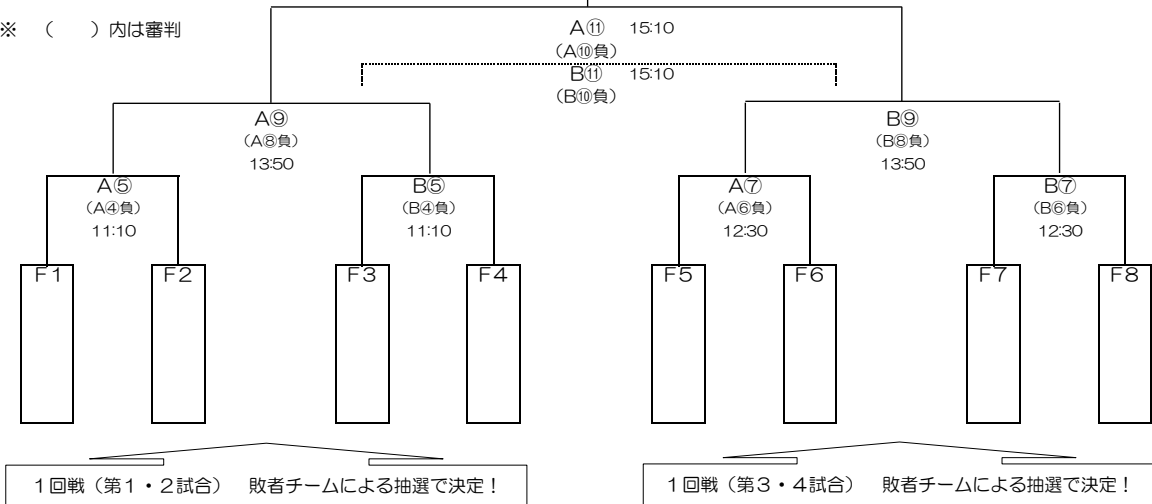 ※ （　　）内は審判
A⑪ 15:10
（A⑩負）
B⑪ 15:10
（B⑩負）
A⑨
（A⑧負）
13:50
B⑨
（B⑧負）
13:50
A⑤
（A④負）
11:10
B⑤
（B④負）
11:10
A⑦
（A⑥負）
12:30
B⑦
（B⑥負）
12:30
F1 F2 F3 F4 F5 F6 F7 F8
１回戦（第１・２試合）　敗者チームによる抽選で決定！
１回戦（第３・４試合）　敗者チームによる抽選で決定！